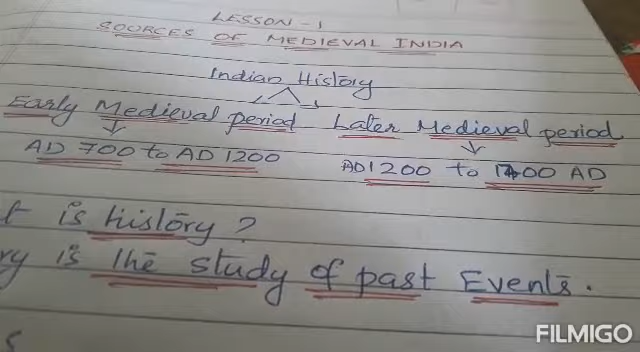 LESSON - 1
SOURCES OF MEDIEVAL INDIA
Indian History
Early Medieval period Later Medieval period
AD 700 to AD 1200 AD 1200 to 1700 AD
t is history?
ry is the study of past Events.
s
FILMIGO